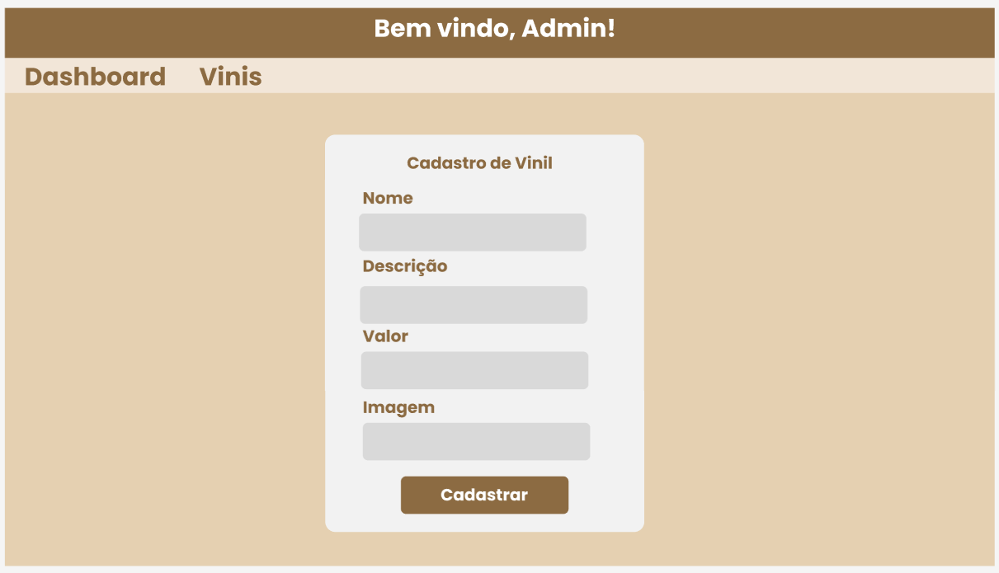 Bem vindo, Admin!
Dashboard Vinis
Cadastro de Vinil
Nome
Descrição
Valor
Imagem
Cadastrar